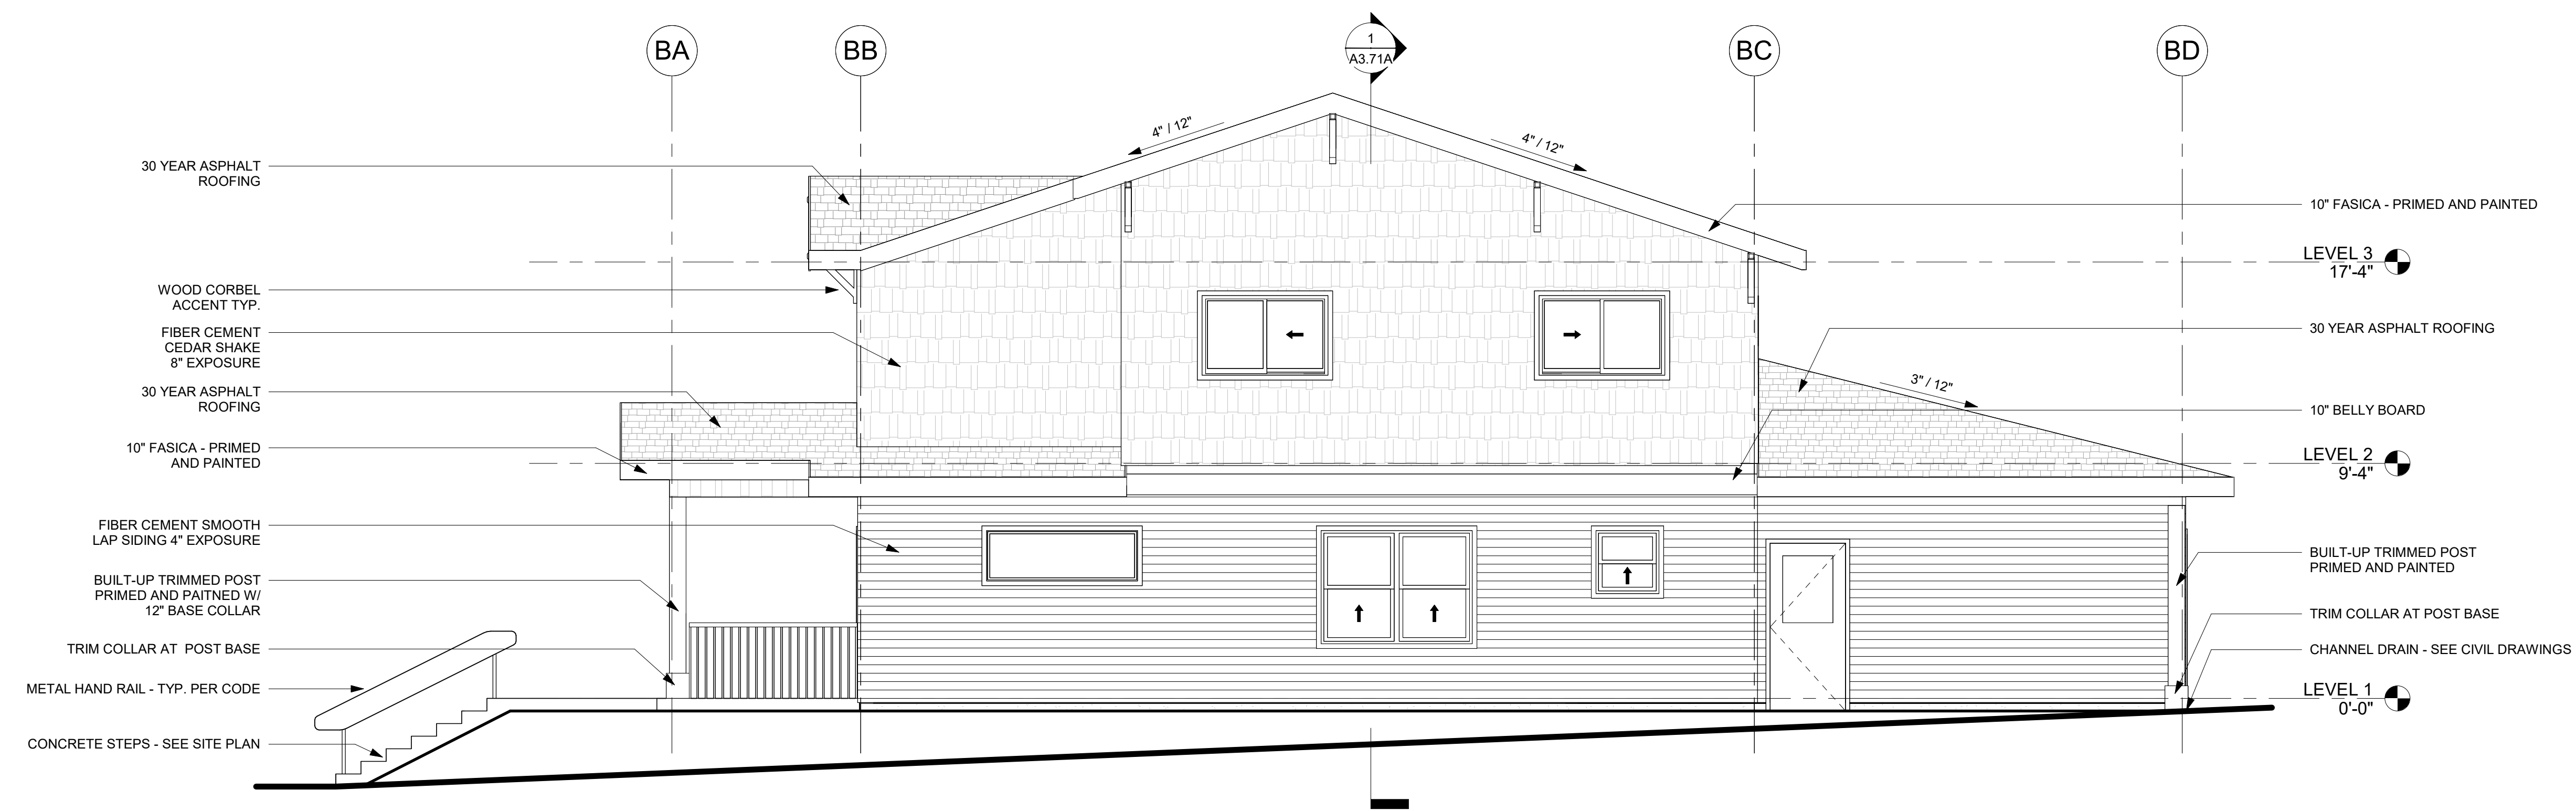 BA
BB
1
A3.71A
BC
BD
4" / 12"
4" / 12"
30 YEAR ASPHALT
ROOFING
WOOD CORBEL
ACCENT TYP.
FIBER CEMENT
CEDAR SHAKE
8" EXPOSURE
30 YEAR ASPHALT
ROOFING
10" FASICA - PRIMED
AND PAINTED
FIBER CEMENT SMOOTH
LAP SIDING 4" EXPOSURE
BUILT-UP TRIMMED POST
PRIMED AND PAITNED W/
12" BASE COLLAR
TRIM COLLAR AT  POST BASE
METAL HAND RAIL - TYP. PER CODE
CONCRETE STEPS - SEE SITE PLAN
3" / 12"
10" FASICA - PRIMED AND PAINTED
LEVEL 3
17'-4"
30 YEAR ASPHALT ROOFING
10" BELLY BOARD
LEVEL 2
9'-4"
BUILT-UP TRIMMED POST
PRIMED AND PAINTED
TRIM COLLAR AT POST BASE
CHANNEL DRAIN - SEE CIVIL DRAWINGS
LEVEL 1
0'-0"